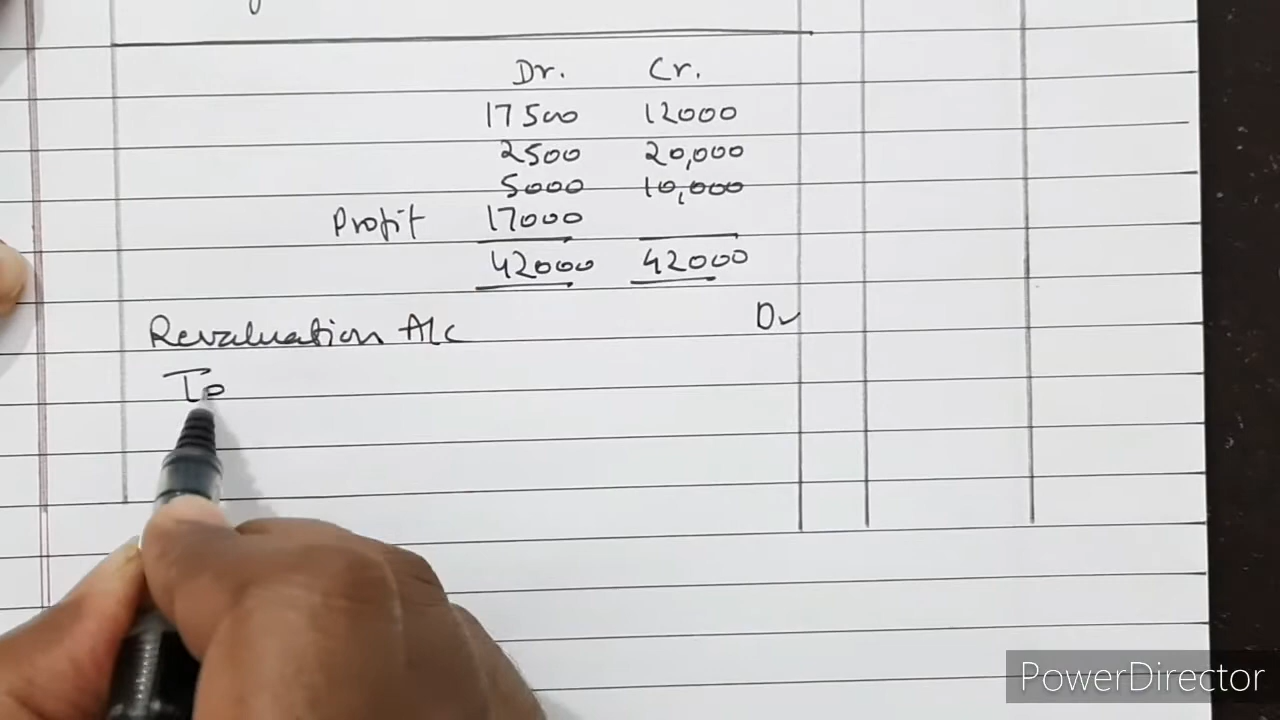 Dr. Cr.
17500 12000
2500 20,000
5000 10,000
Profit 17000
42000 42000
Revaluation A/c Dr
To
PowerDirector